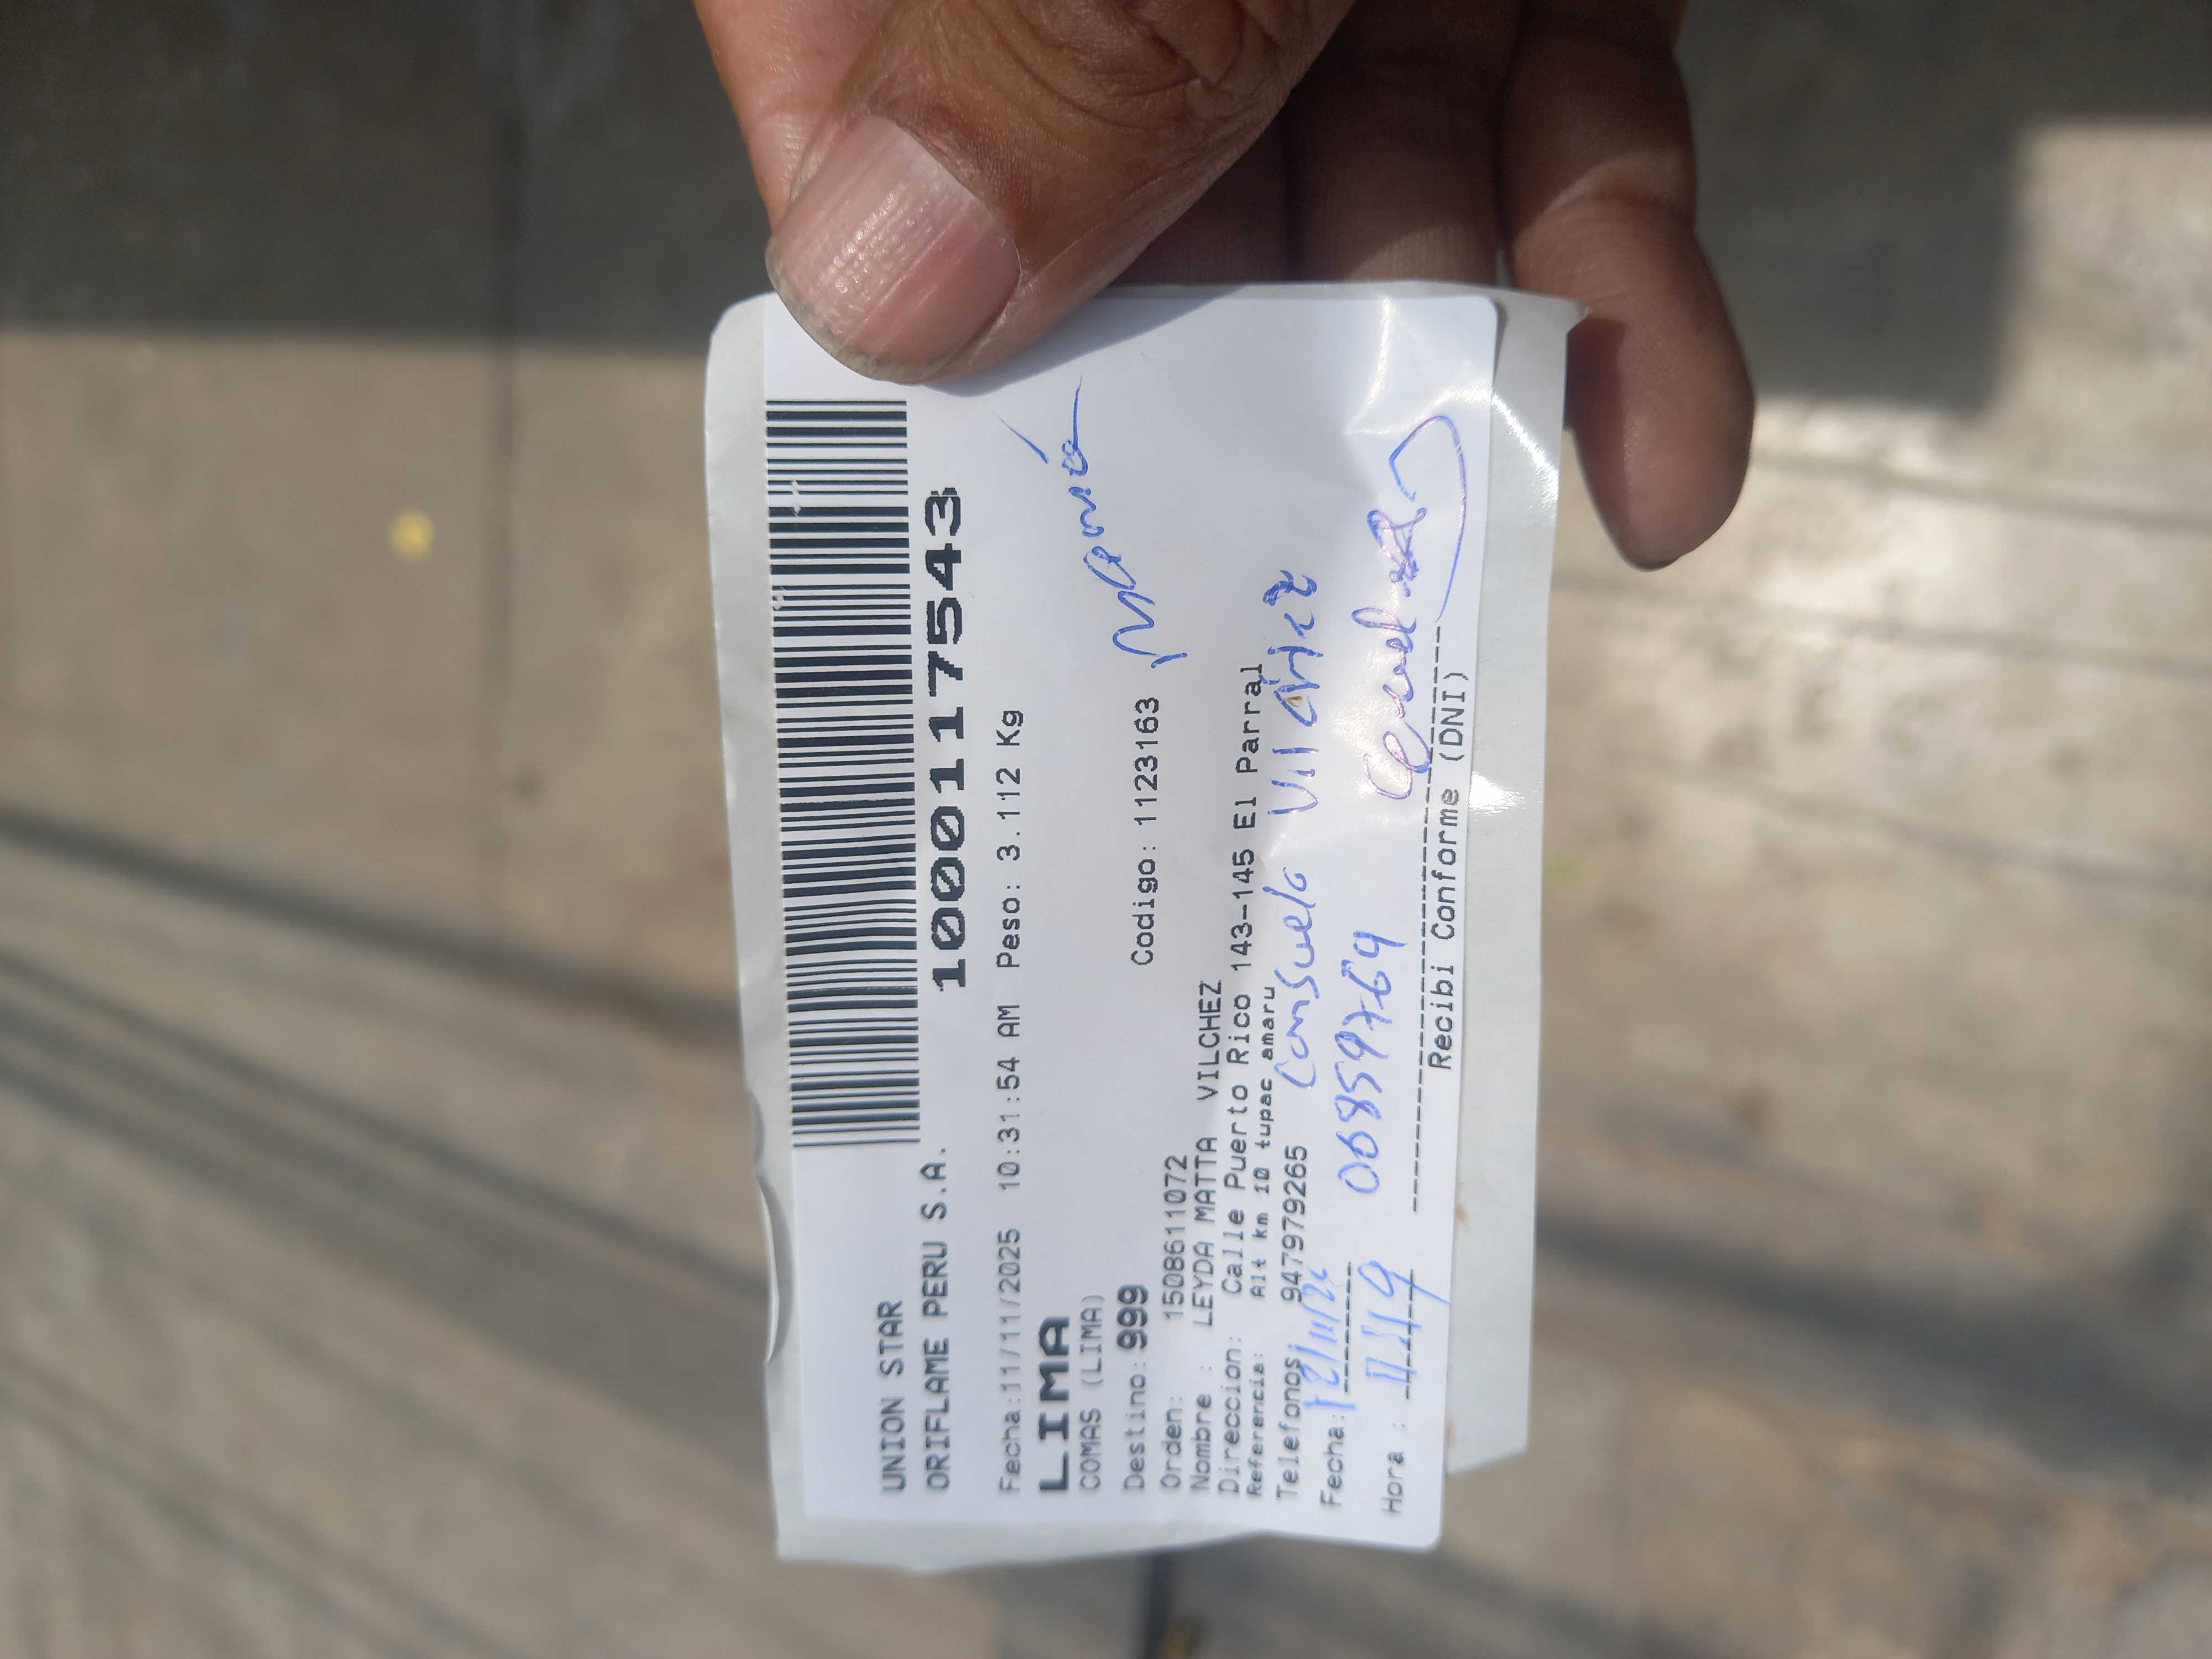 UNION STAR
ORIFLAME PERU S.A.
1000117543
Fecha:11/11/2025 10:31:54 AM Peso: 3.112 Kg
LIMA
COMAS (LIMA)
Destino: 999
Codigo: 1123163
Mamá
Orden: 1508611072
Nombre : LEYDA MATTA VILCHEZ
Direccion: Calle Puerto Rico 143-145 El Parral
Referencia: Alt km 10 tupac amaru
Telefonos 947979265
Consuelo Vilchez
Fecha: 12/11/2
06859764
Hora : 11:19
Recibi Conforme (DNI)